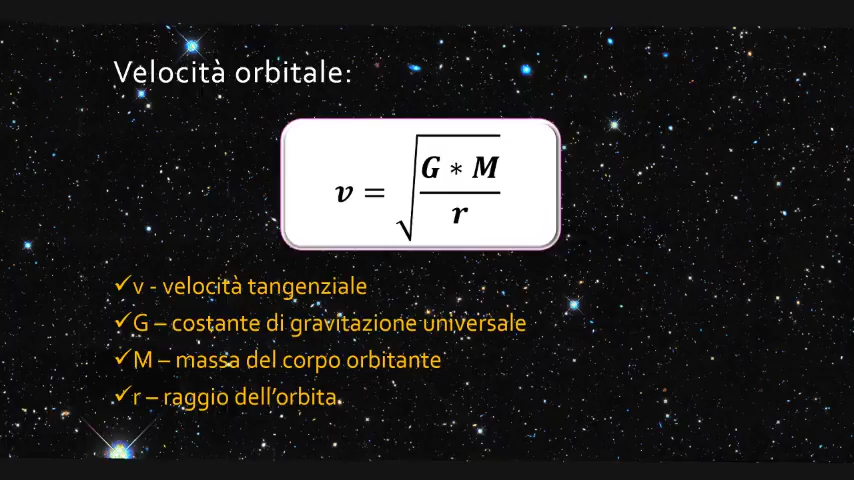 Velocità orbitale:
v = √(G * M / r)
✓v - velocità tangenziale
✓G – costante di gravitazione universale
✓M – massa del corpo orbitante
✓r – raggio dell'orbita